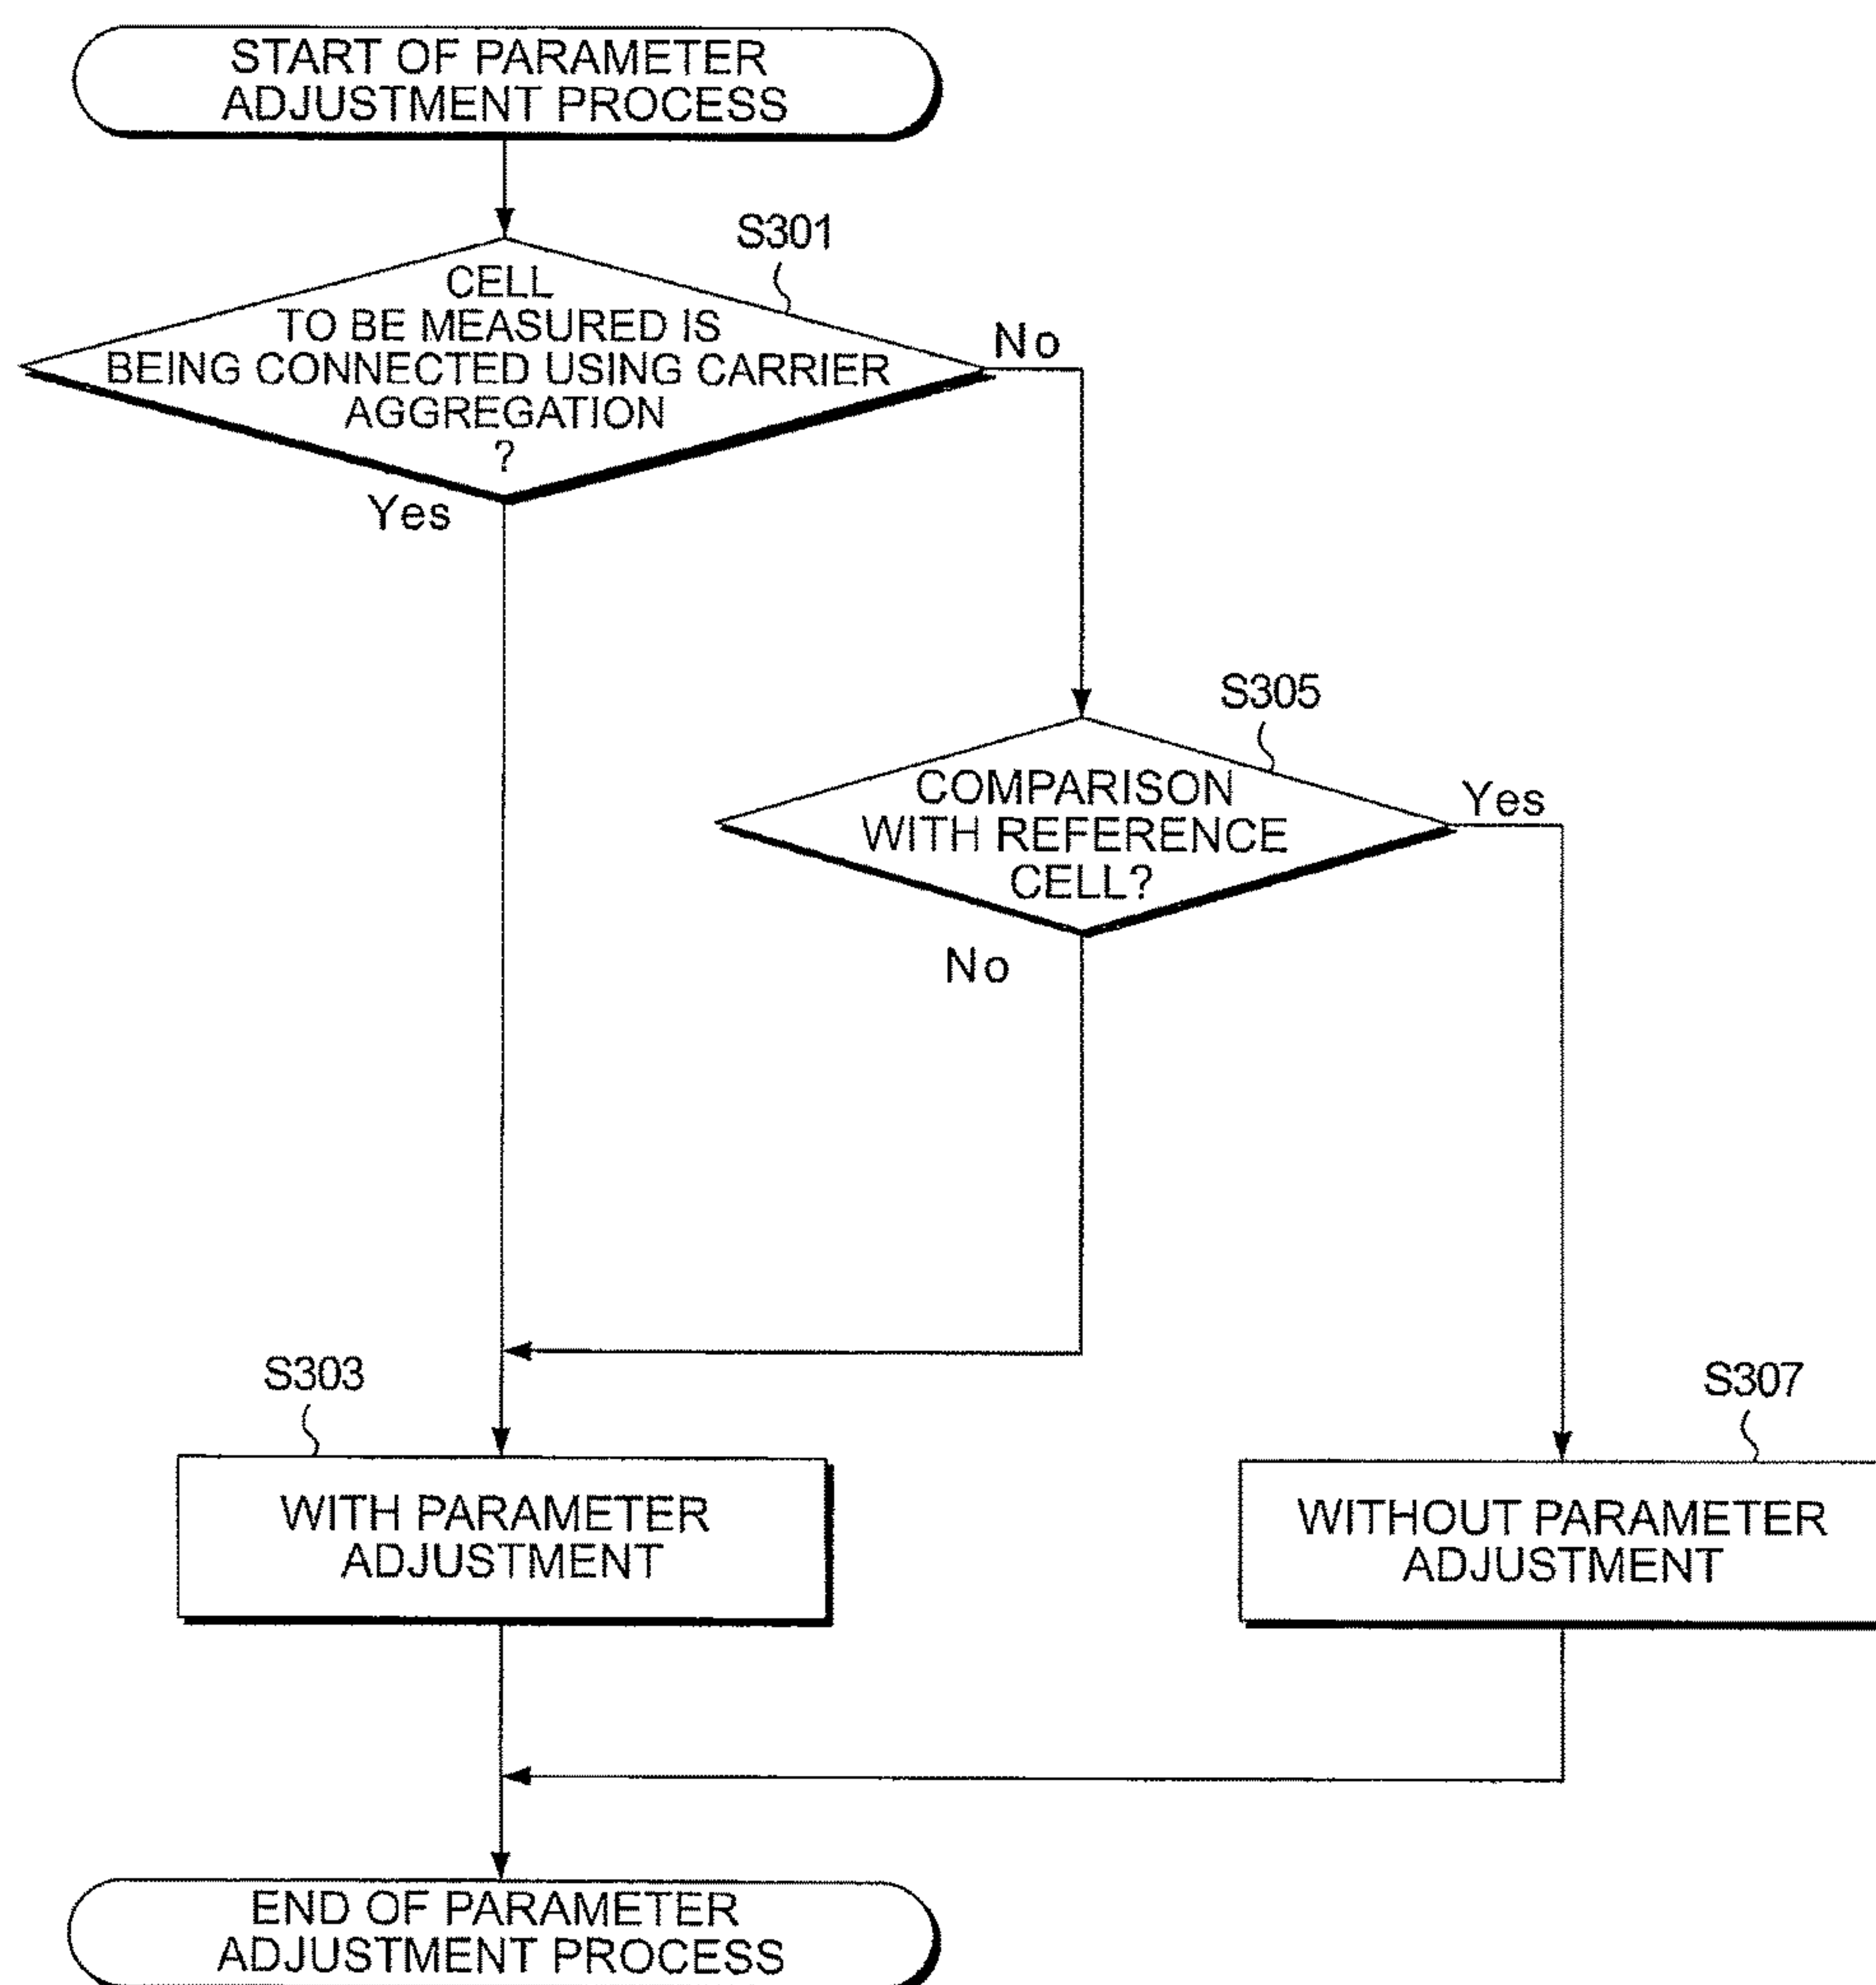 START OF PARAMETER
ADJUSTMENT PROCESS
S301
CELL
TO BE MEASURED IS
BEING CONNECTED USING CARRIER
AGGREGATION
?
No
Yes
S305
COMPARISON
WITH REFERENCE
CELL?
Yes
No
S303
WITH PARAMETER
ADJUSTMENT
S307
WITHOUT PARAMETER
ADJUSTMENT
END OF PARAMETER
ADJUSTMENT PROCESS